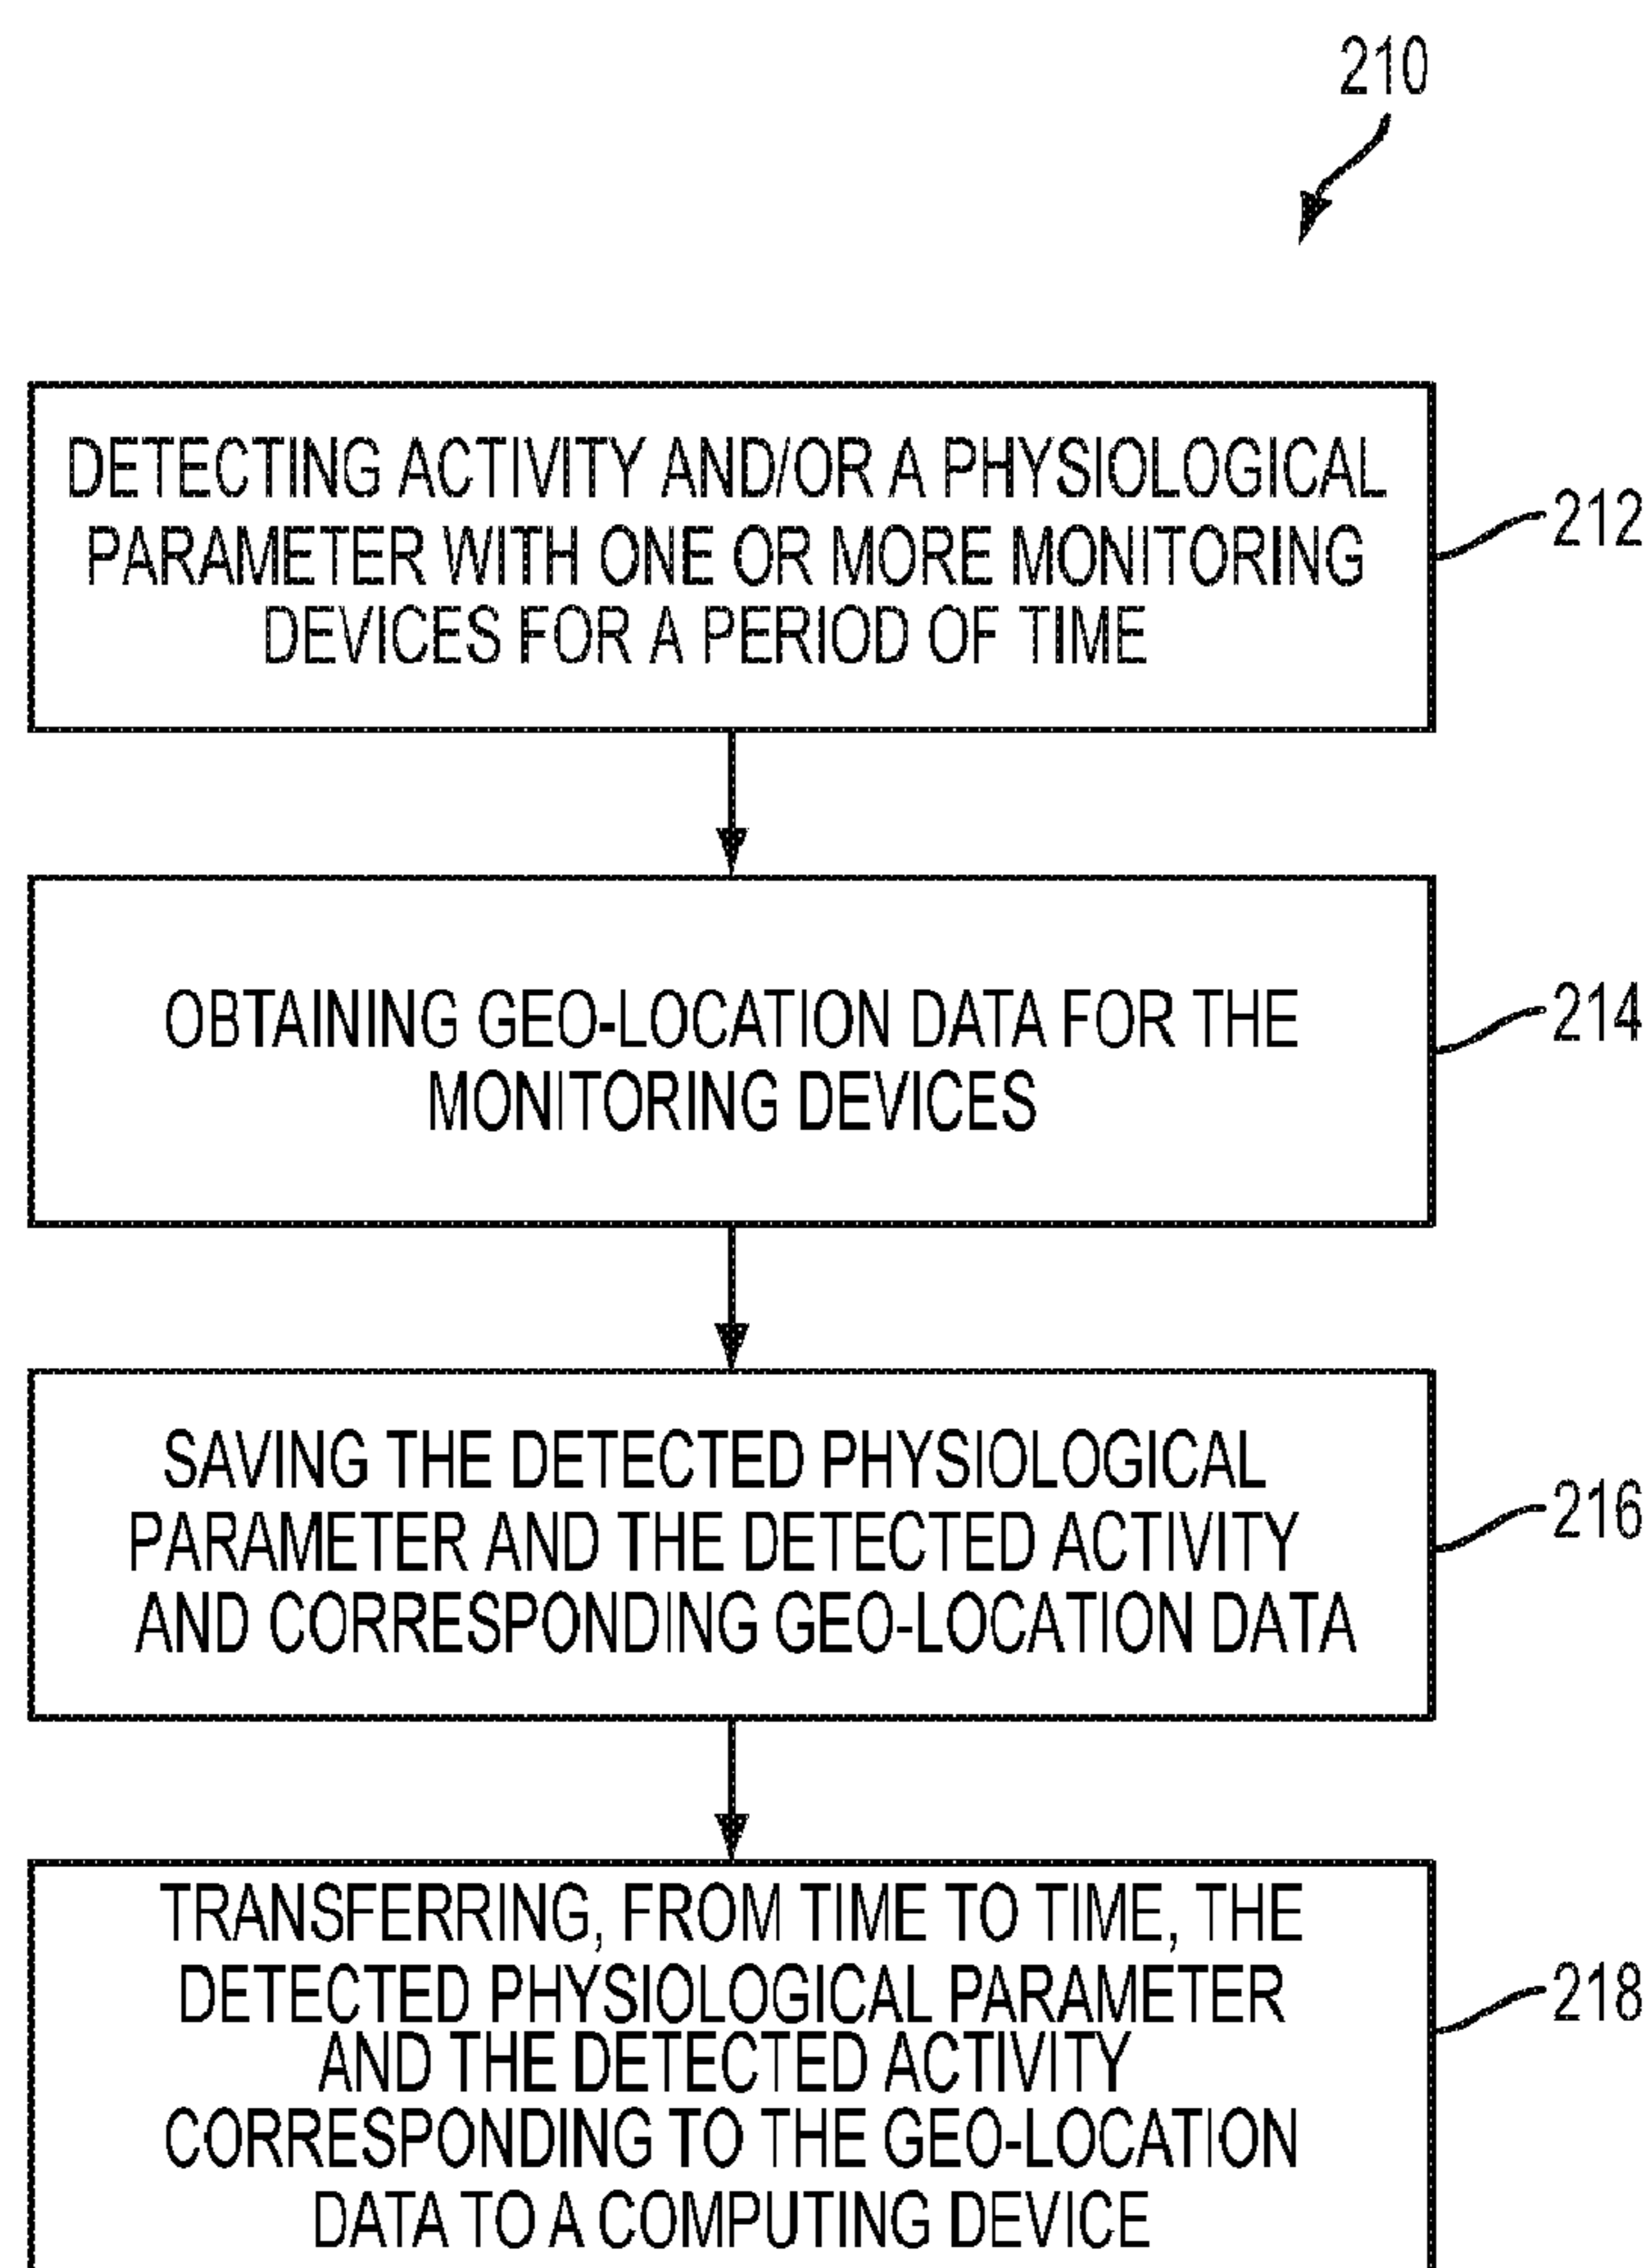 210
DETECTING ACTIVITY AND/OR A PHYSIOLOGICAL
PARAMETER WITH ONE OR MORE MONITORING
DEVICES FOR A PERIOD OF TIME
212
OBTAINING GEO-LOCATION DATA FOR THE
MONITORING DEVICES
214
SAVING THE DETECTED PHYSIOLOGICAL
PARAMETER AND THE DETECTED ACTIVITY
AND CORRESPONDING GEO-LOCATION DATA
216
TRANSFERRING, FROM TIME TO TIME, THE
DETECTED PHYSIOLOGICAL PARAMETER
AND THE DETECTED ACTIVITY
CORRESPONDING TO THE GEO-LOCATION
DATA TO A COMPUTING DEVICE
218